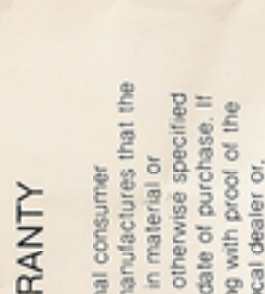 RANTY
nal consumer
anufactures that the
in material or
otherwise specified
date of purchase. If
ng with proof of the
cal dealer or,